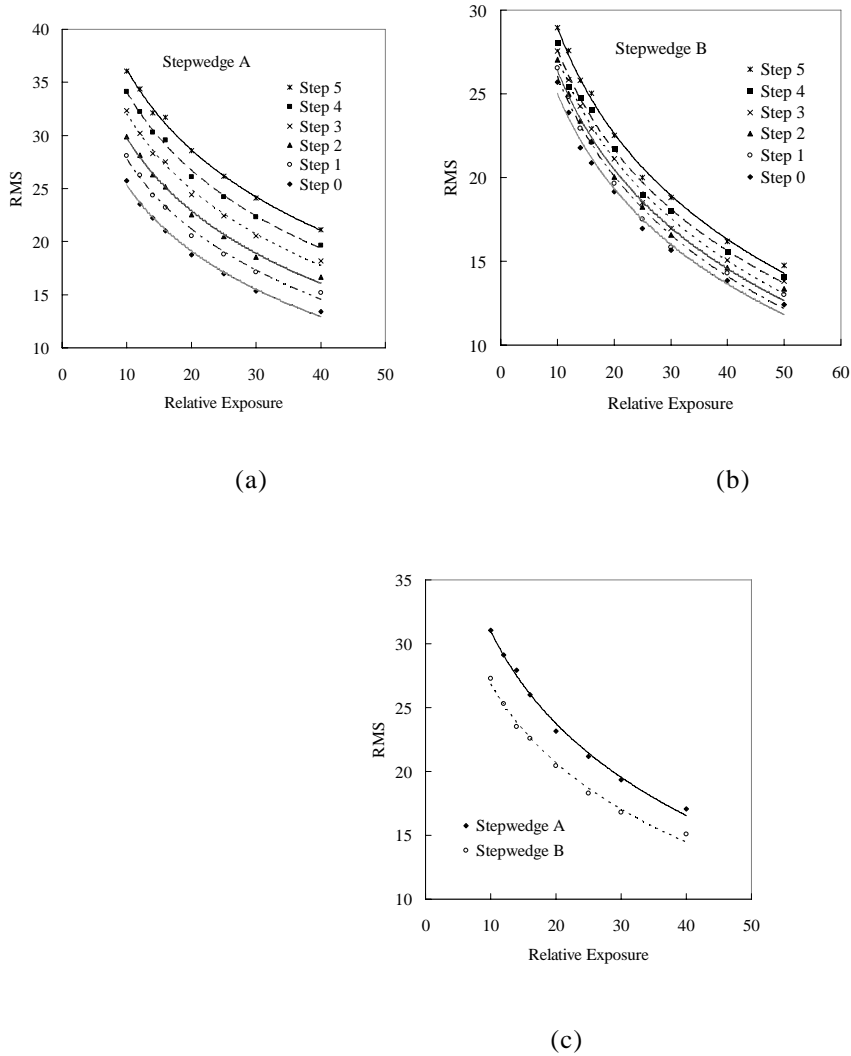 Stepwedge A
Step 5
Step 4
Step 3
Step 2
Step 1
Step 0
RMS
40
35
30
25
20
15
10
0 10 20 30 40 50
Relative Exposure
(a)
Stepwedge B
Step 5
Step 4
Step 3
Step 2
Step 1
Step 0
RMS
30
25
20
15
10
0 10 20 30 40 50 60
Relative Exposure
(b)
RMS
35
30
25
20
15
10
Stepwedge A
Stepwedge B
0 10 20 30 40 50
Relative Exposure
(c)